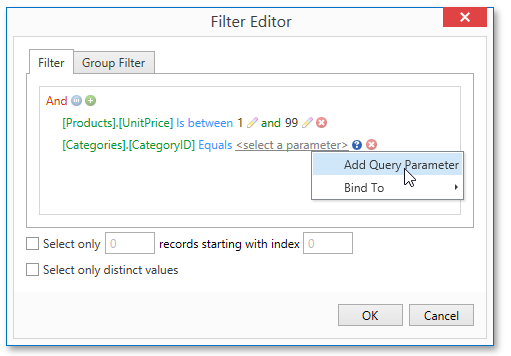 Filter Editor
Filter Group Filter
And
[Products].[UnitPrice] Is between 1 and 99
[Categories].[CategoryID] Equals <select a parameter> ?
Add Query Parameter
Bind To
Select only 0 records starting with index 0
Select only distinct values
OK Cancel